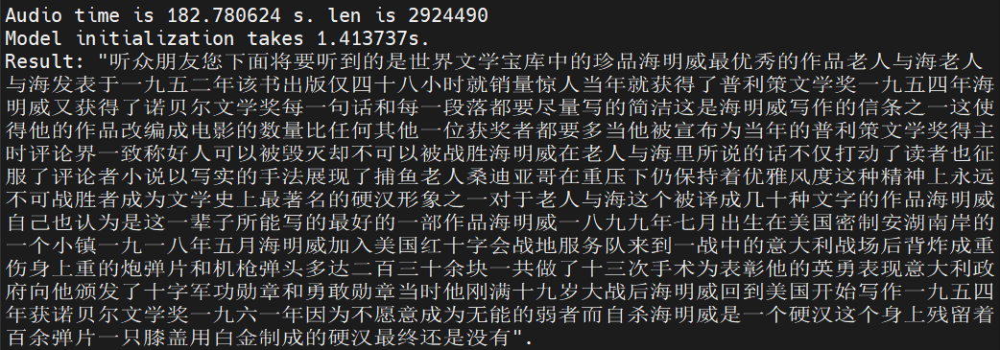 Audio time is 182.780624 s. len is 2924490
Model initialization takes 1.413737s.
Result: "听众朋友您下面将要听到的是世界文学宝库中的珍品海明威最优秀的作品老人与海老人
与海发表于一九五二年该书出版仅四十八小时就销量惊人当年就获得了普利策文学奖一九五四年海
明威又获得了诺贝尔文学奖每一句话和每一段落都要尽量写的简洁这是海明威写作的信条之一这使
得他的作品改编成电影的数量比任何其他一位获奖者都要多当他被宣布为当年的普利策文学奖得主
时评论界一致称好人可以被毁灭却不可以被战胜海明威在老人与海里所说的话不仅打动了读者也征
服了评论者小说以写实的手法展现了捕鱼老人桑迪亚哥在重压下仍保持着优雅风度这种精神上永远
不可战胜者成为文学史上最著名的硬汉形象之一对于老人与海这个被译成几十种文字的作品海明威
自己也认为是这一辈子所能写的最好的一部作品海明威一八九九年七月出生在美国密制安湖南岸的
一个小镇一九一八年五月海明威加入美国红十字会战地服务队来到一战中的意大利战场后背炸成重
伤身上重的炮弹片和机枪弹头多达二百三十余块一共做了十三次手术为表彰他的英勇表现意大利政
府向他颁发了十字军功勋章和勇敢勋章当时他刚满十九岁大战后海明威回到美国开始写作一九五四
年获诺贝尔文学奖一九六一年因为不愿意成为无能的弱者而自杀海明威是一个硬汉这个身上残留着
百余弹片一只膝盖用白金制成的硬汉最终还是没有".